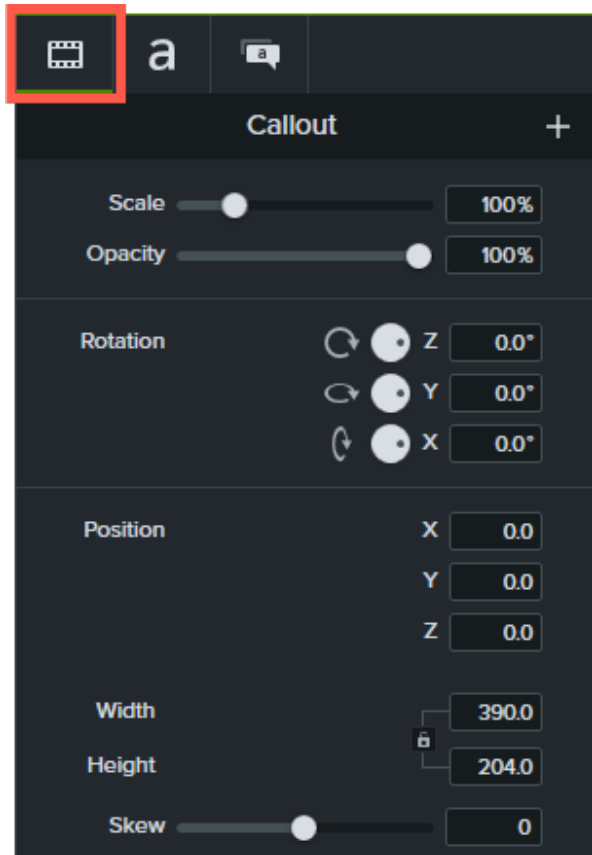 a a
Callout +
Scale 100%
Opacity 100%
Rotation Z 0.0°
Y 0.0°
X 0.0°
Position X 0.0
Y 0.0
Z 0.0
Width 390.0
Height 204.0
Skew 0